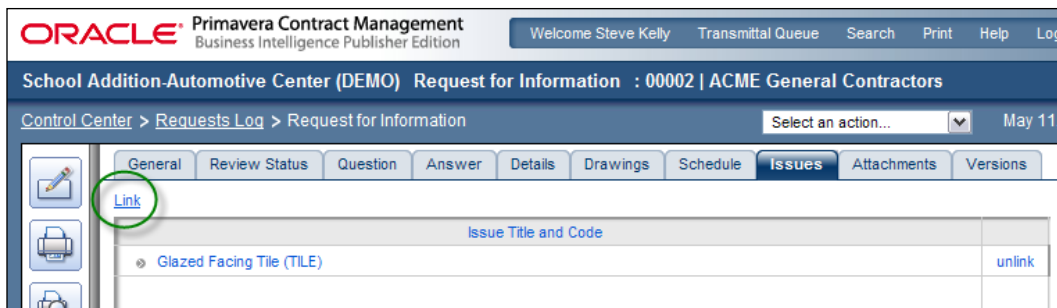 ORACLE Primavera Contract Management
Business Intelligence Publisher Edition
Welcome Steve Kelly Transmittal Queue Search Print Help Log
School Addition-Automotive Center (DEMO) Request for Information : 00002 | ACME General Contractors
Control Center > Requests Log > Request for Information Select an action... May 11
General Review Status Question Answer Details Drawings Schedule Issues Attachments Versions
Link
Issue Title and Code
Glazed Facing Tile (TILE) unlink